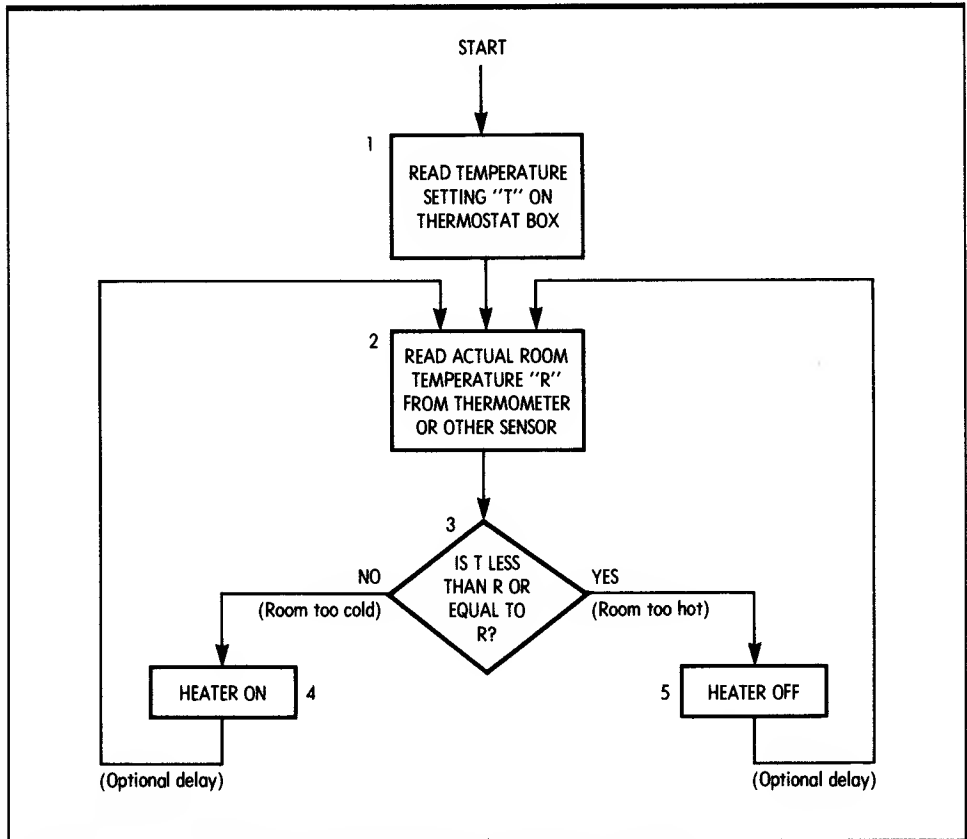 START
1
READ TEMPERATURE
SETTING "T" ON
THERMOSTAT BOX
2
READ ACTUAL ROOM
TEMPERATURE "R"
FROM THERMOMETER
OR OTHER SENSOR
3
IS T LESS
THAN R OR
EQUAL TO
R?
NO
(Room too cold)
YES
(Room too hot)
HEATER ON
4
5
HEATER OFF
(Optional delay)
(Optional delay)